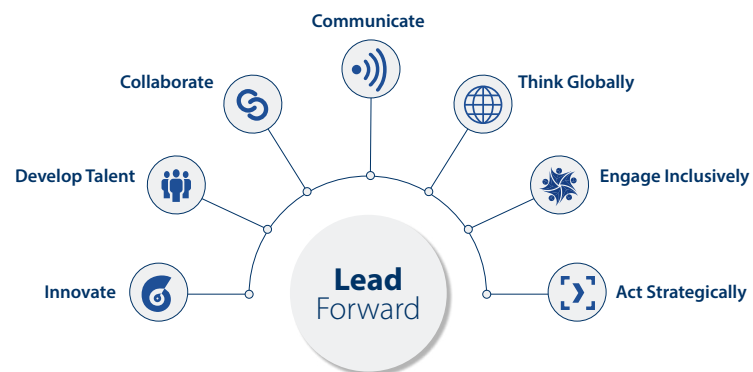 Communicate
Collaborate
Think Globally
Develop Talent
Engage Inclusively
Lead
Forward
Innovate
Act Strategically